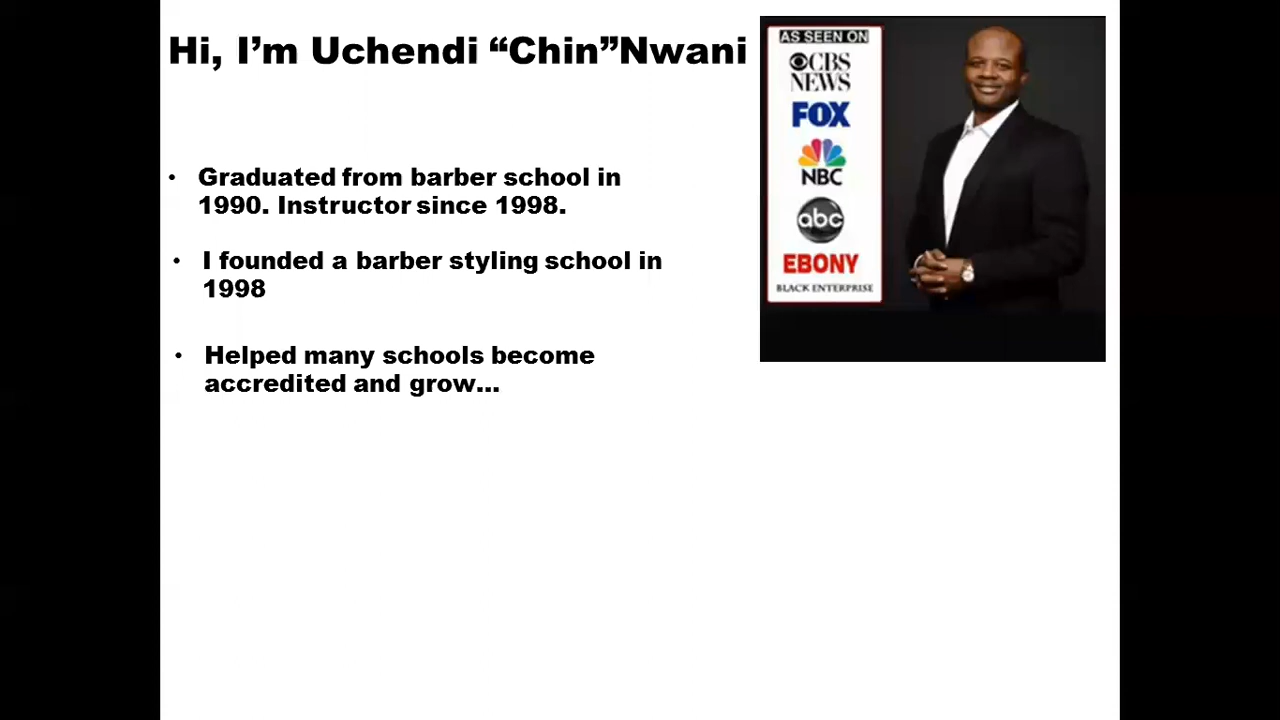 Hi, I’m Uchendi “Chin”Nwani
• Graduated from barber school in
1990. Instructor since 1998.
• I founded a barber styling school in
1998
• Helped many schools become
accredited and grow...
AS SEEN ON
CBS
NEWS
FOX
NBC
abc
EBONY
BLACK ENTERPRISE